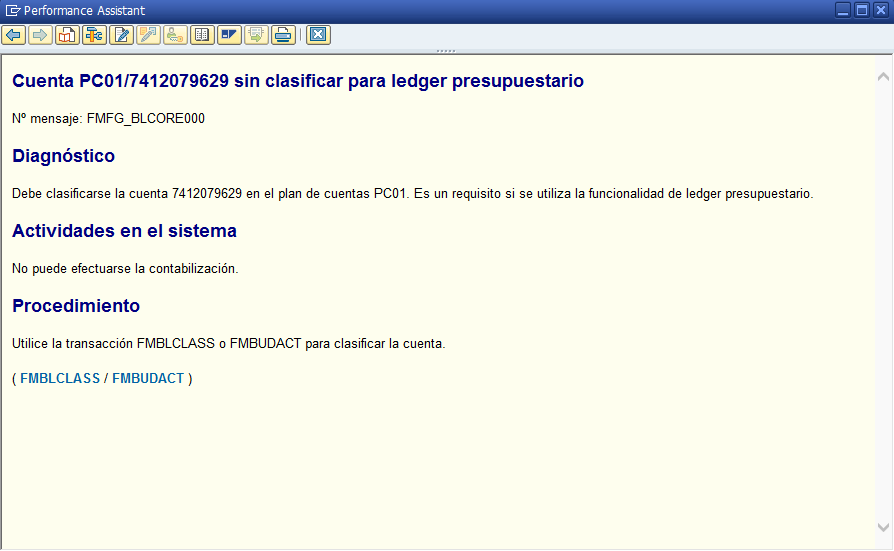 Performance Assistant
Cuenta PC01/7412079629 sin clasificar para ledger presupuestario
Nº mensaje: FMFG_BLCORE000
Diagnóstico
Debe clasificarse la cuenta 7412079629 en el plan de cuentas PC01. Es un requisito si se utiliza la funcionalidad de ledger presupuestario.
Actividades en el sistema
No puede efectuarse la contabilización.
Procedimiento
Utilice la transacción FMBLCLASS o FMBUDACT para clasificar la cuenta.
( FMBLCLASS / FMBUDACT )